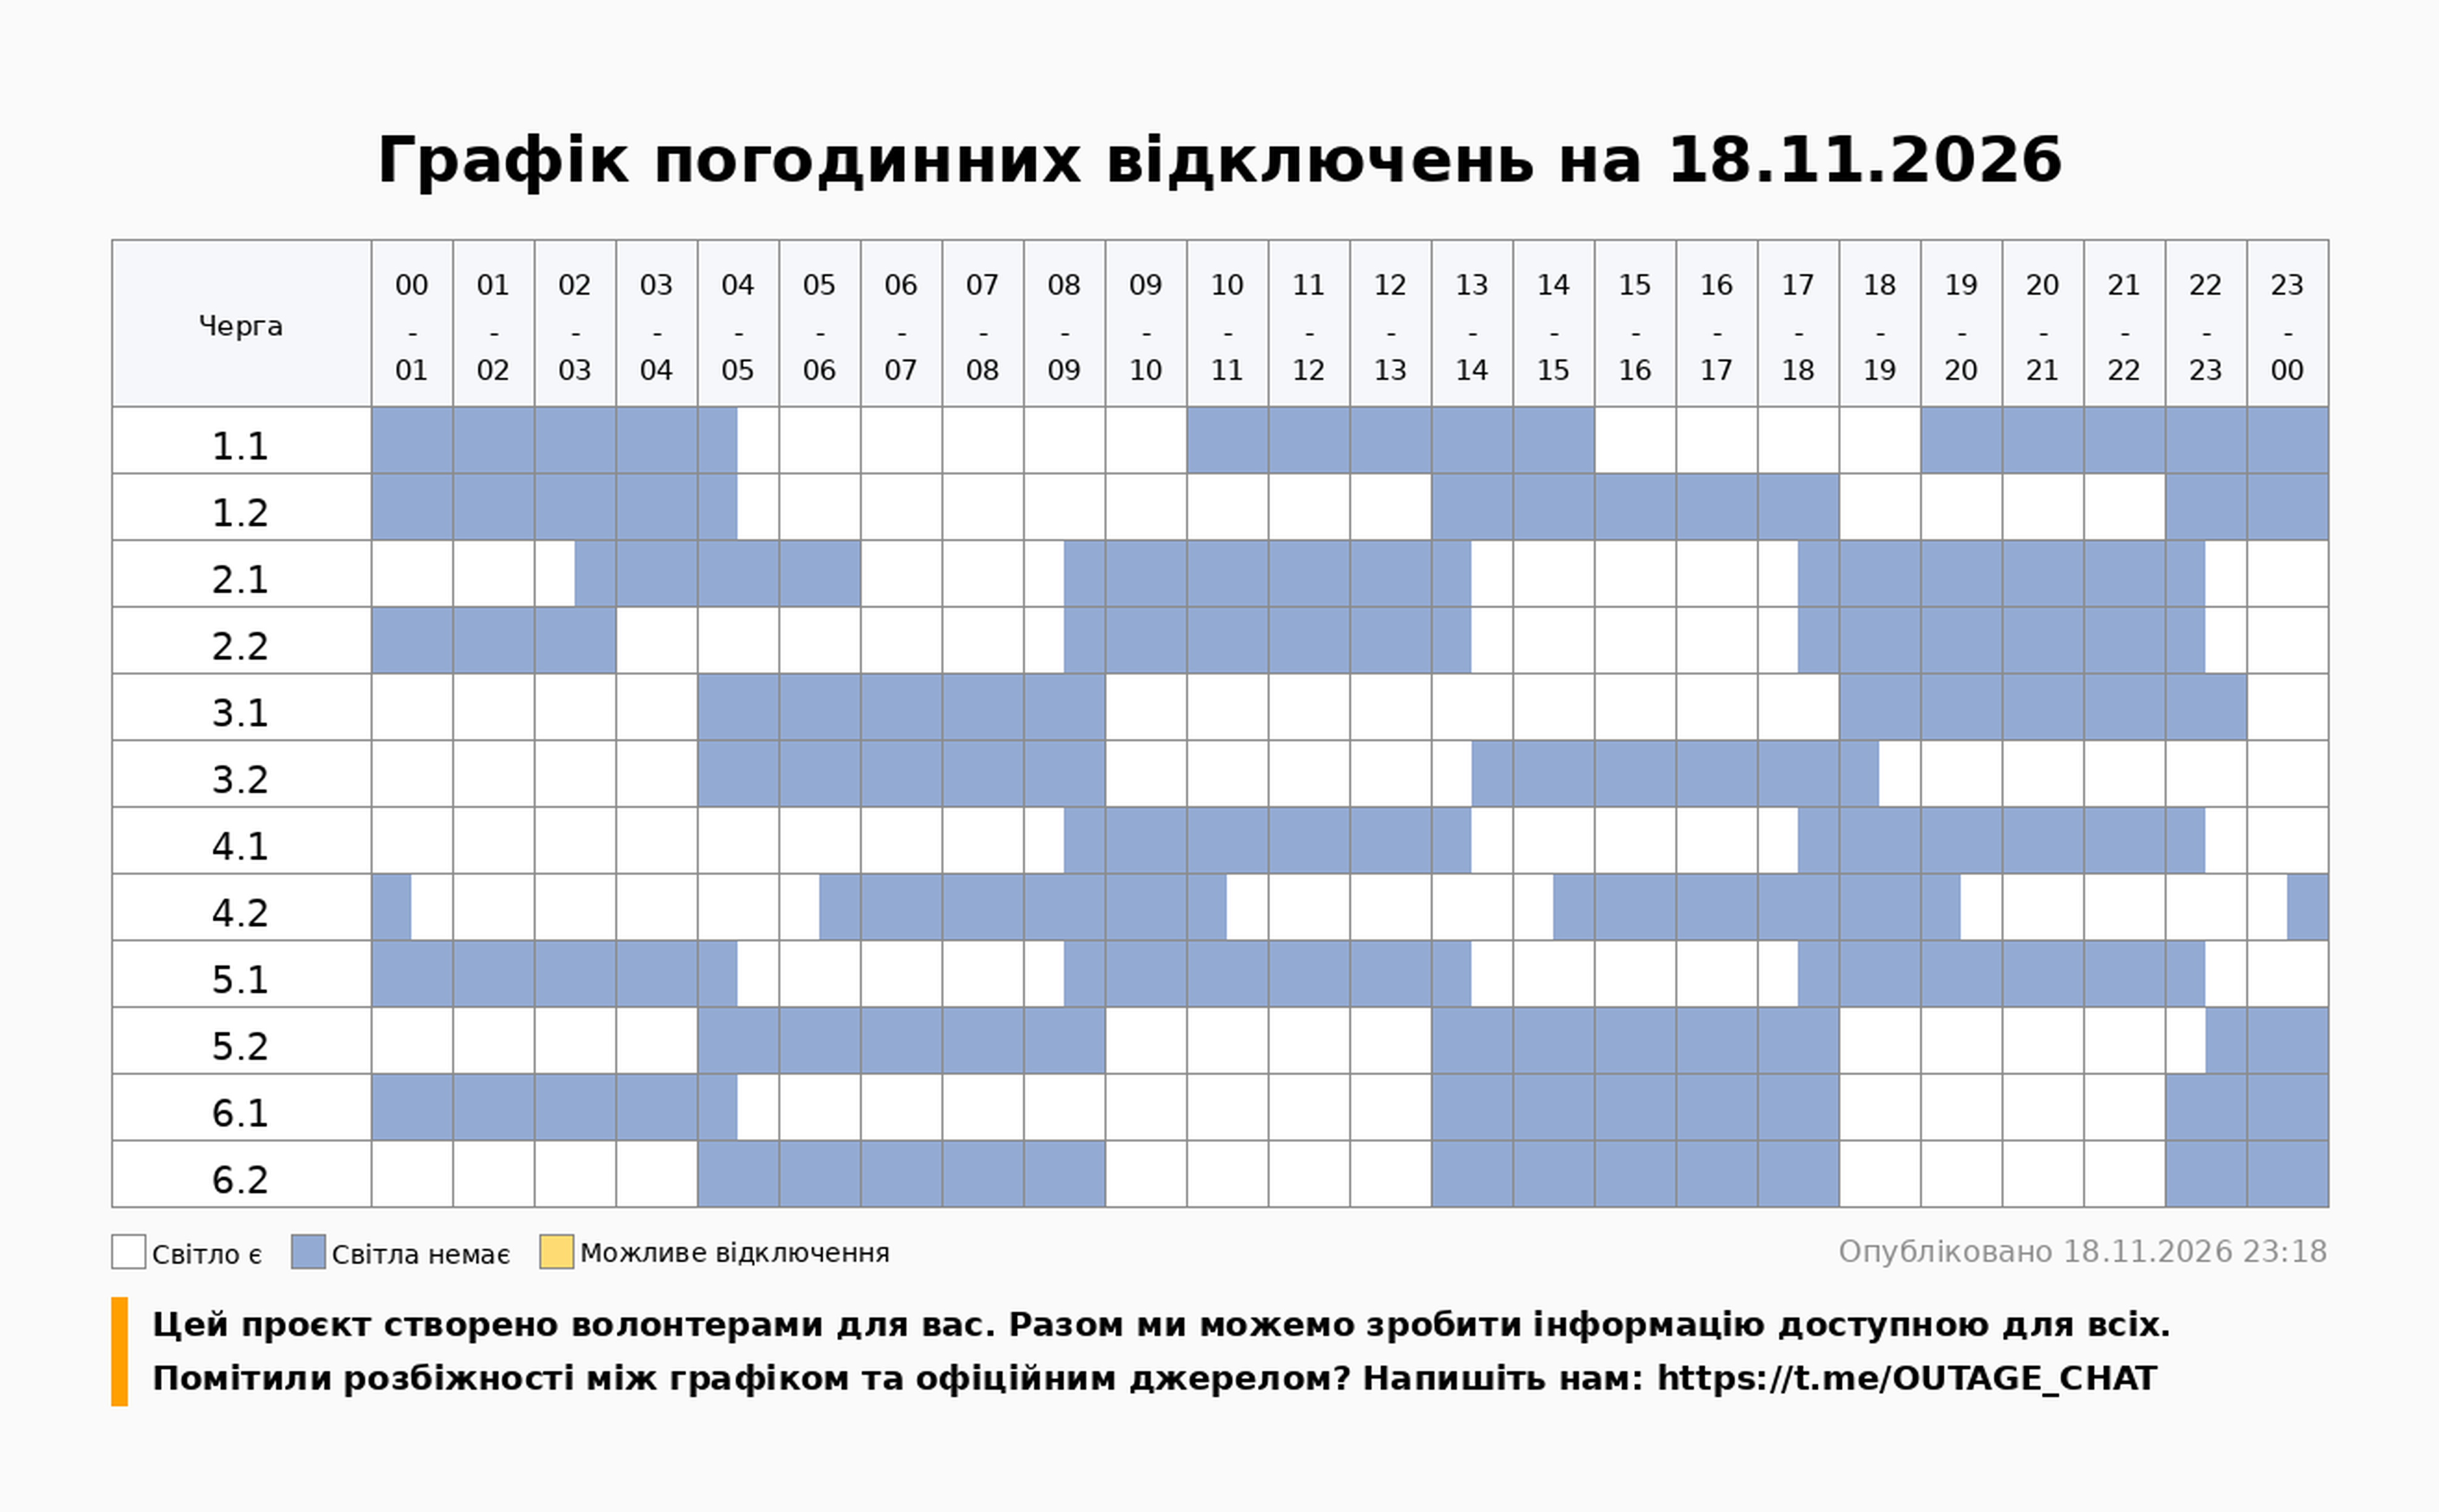 Графік погодинних відключень на 18.11.2026
Черга 00 - 01 01 - 02 02 - 03 03 - 04 04 - 05 05 - 06 06 - 07 07 - 08 08 - 09 09 - 10 10 - 11 11 - 12 12 - 13 13 - 14 14 - 15 15 - 16 16 - 17 17 - 18 18 - 19 19 - 20 20 - 21 21 - 22 22 - 23 23 - 00
1.1
1.2
2.1
2.2
3.1
3.2
4.1
4.2
5.1
5.2
6.1
6.2
Світло є Світла немає Можливе відключення Опубліковано 18.11.2026 23:18
Цей проєкт створено волонтерами для вас. Разом ми можемо зробити інформацію доступною для всіх.
Помітили розбіжності між графіком та офіційним джерелом? Напишіть нам: https://t.me/OUTAGE_CHAT